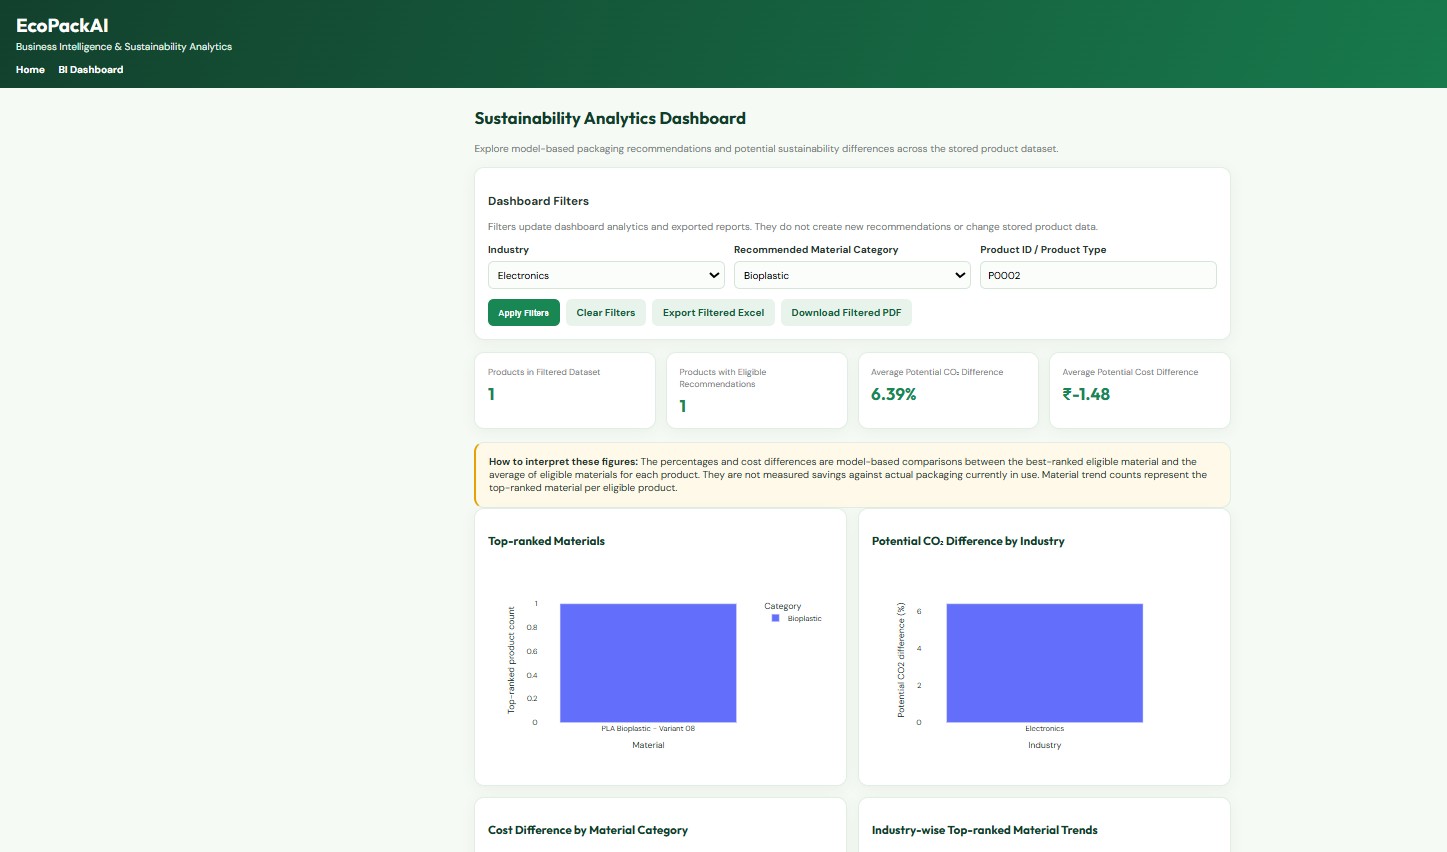 EcoPackAI
Business Intelligence & Sustainability Analytics
Home BI Dashboard
Sustainability Analytics Dashboard
Explore model-based packaging recommendations and potential sustainability differences across the stored product dataset.
Dashboard Filters
Filters update dashboard analytics and exported reports. They do not create new recommendations or change stored product data.
Industry
Electronics
Recommended Material Category
Bioplastic
Product ID / Product Type
P0002
Apply Filters
Clear Filters
Export Filtered Excel
Download Filtered PDF
Products in Filtered Dataset
1
Products with Eligible
Recommendations
1
Average Potential CO₂ Difference
6.39%
Average Potential Cost Difference
₹-1.48
How to interpret these figures: The percentages and cost differences are model-based comparisons between the best-ranked eligible material and the
average of eligible materials for each product. They are not measured savings against actual packaging currently in use. Material trend counts represent the
top-ranked material per eligible product.
Top-ranked Materials
Top-ranked product count
1
0.8
0.6
0.4
0.2
0
PLA Bioplastic - Variant 08
Material
Category
Bioplastic
Potential CO₂ Difference by Industry
Potential CO2 difference (%)
6
4
2
0
Electronics
Industry
Cost Difference by Material Category
Industry-wise Top-ranked Material Trends